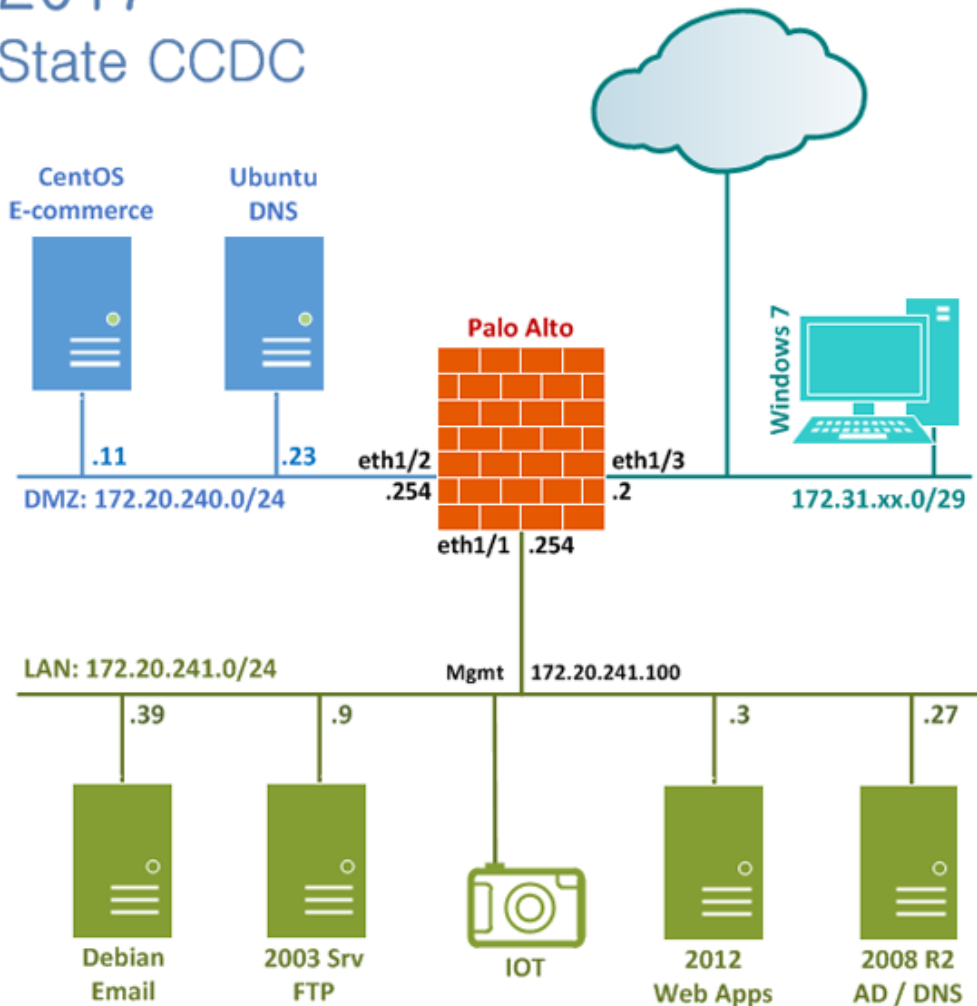 2017
State CCDC
CentOS
E-commerce
Ubuntu
DNS
Palo Alto
Windows 7
.11
.23
eth1/2
.254
eth1/3
.2
DMZ: 172.20.240.0/24
172.31.xx.0/29
eth1/1
.254
LAN: 172.20.241.0/24
Mgmt
172.20.241.100
.39
.9
.3
.27
Debian
Email
2003 Srv
FTP
IOT
2012
Web Apps
2008 R2
AD / DNS